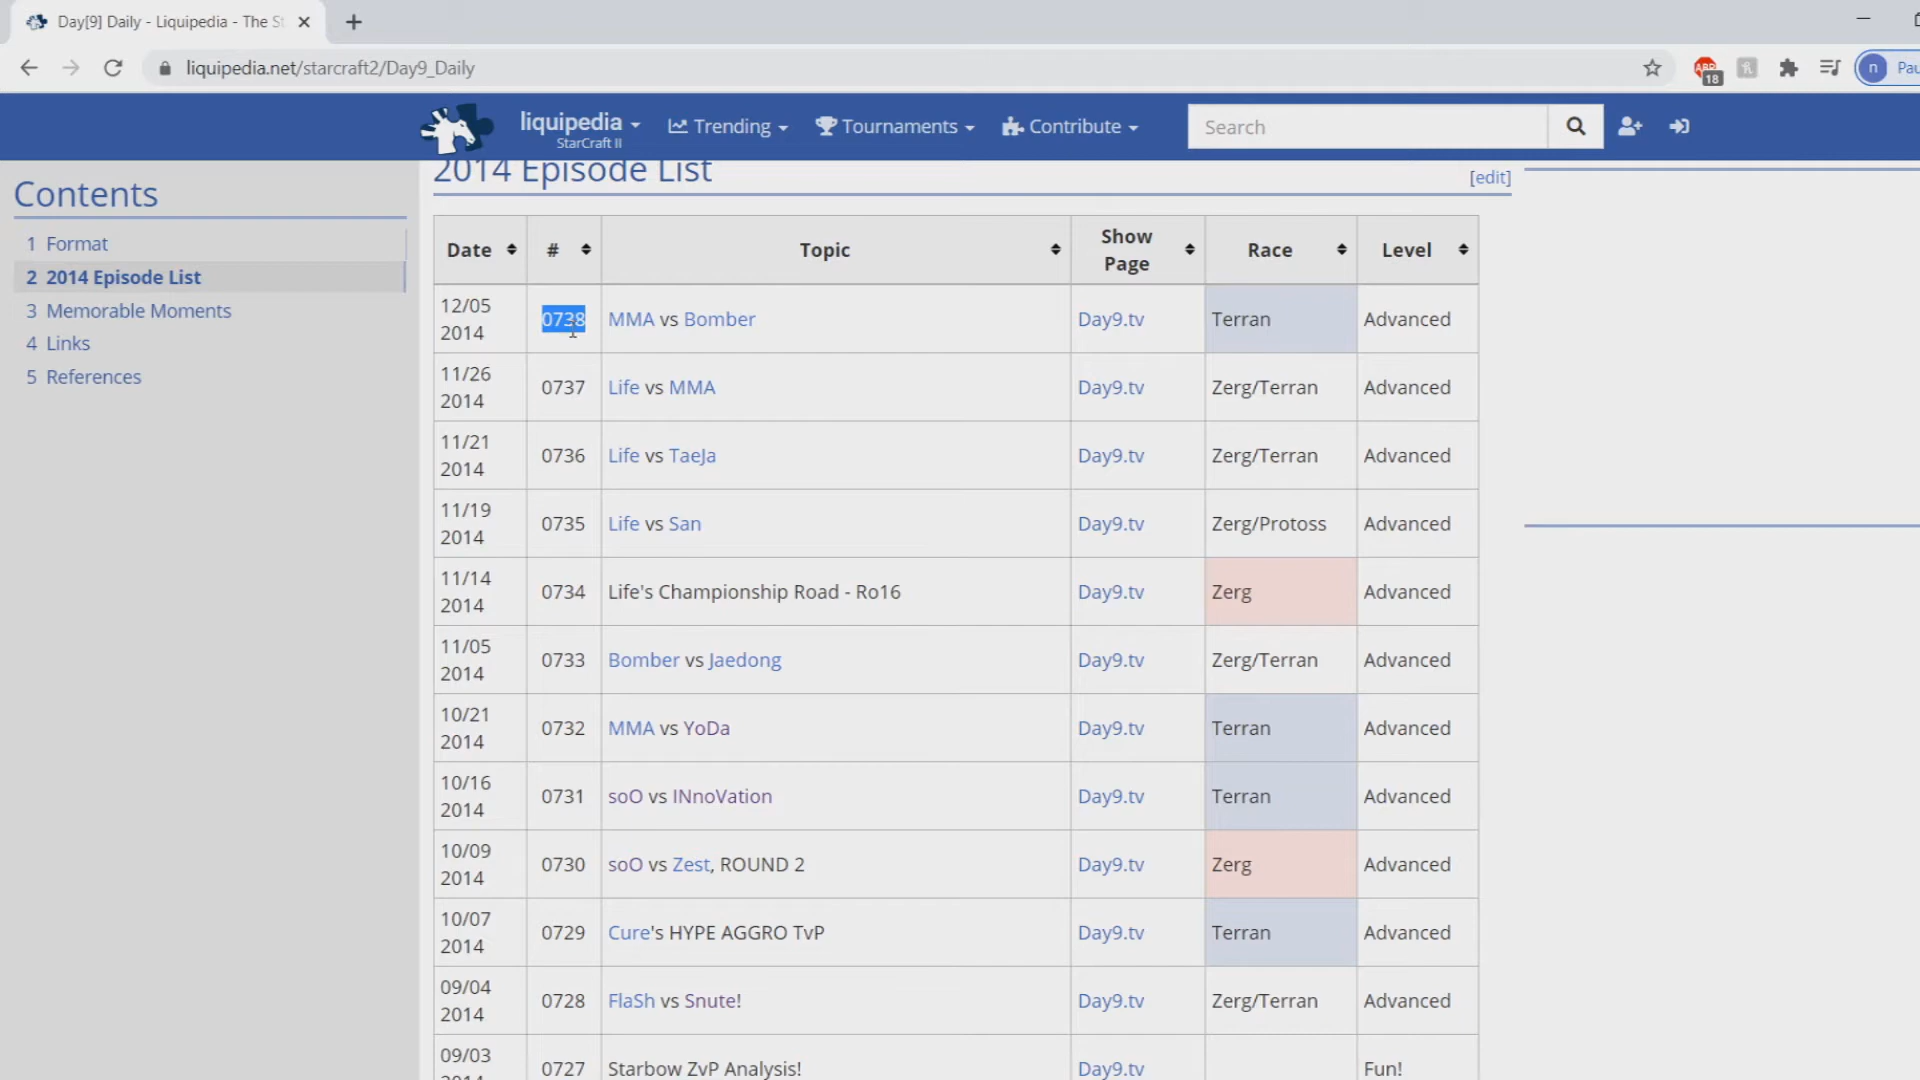 Day[9] Daily - Liquipedia - The St
liquipedia.net/starcraft2/Day9_Daily
ABP
18
n
Pau
liquipedia
StarCraft II
Trending
Tournaments
Contribute
Search
Contents
1 Format
2 2014 Episode List
3 Memorable Moments
4 Links
5 References
2014 Episode List
[edit]
Date # Topic Show Page Race Level
12/05 2014 0738 MMA vs Bomber Day9.tv Terran Advanced
11/26 2014 0737 Life vs MMA Day9.tv Zerg/Terran Advanced
11/21 2014 0736 Life vs TaeJa Day9.tv Zerg/Terran Advanced
11/19 2014 0735 Life vs San Day9.tv Zerg/Protoss Advanced
11/14 2014 0734 Life's Championship Road - Ro16 Day9.tv Zerg Advanced
11/05 2014 0733 Bomber vs Jaedong Day9.tv Zerg/Terran Advanced
10/21 2014 0732 MMA vs YoDa Day9.tv Terran Advanced
10/16 2014 0731 soO vs INnoVation Day9.tv Terran Advanced
10/09 2014 0730 soO vs Zest, ROUND 2 Day9.tv Zerg Advanced
10/07 2014 0729 Cure's HYPE AGGRO TvP Day9.tv Terran Advanced
09/04 2014 0728 FlaSh vs Snute! Day9.tv Zerg/Terran Advanced
09/03 2014 0727 Starbow ZvP Analysis! Day9.tv Fun!